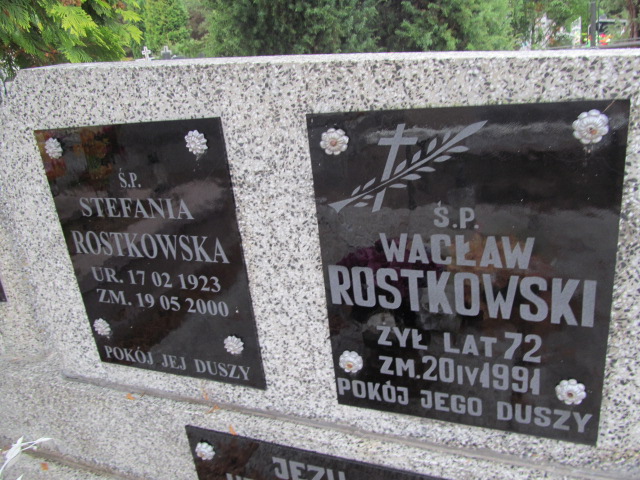 Ś.P.
STEFANIA
ROSTKOWSKA
UR. 17 02 1923
ZM. 19 05 2000
POKÓJ JEJ DUSZY
Ś.P.
WACŁAW
ROSTKOWSKI
ŻYŁ LAT 72
ZM. 20 IV 1991
POKÓJ JEGO DUSZY
JEZU